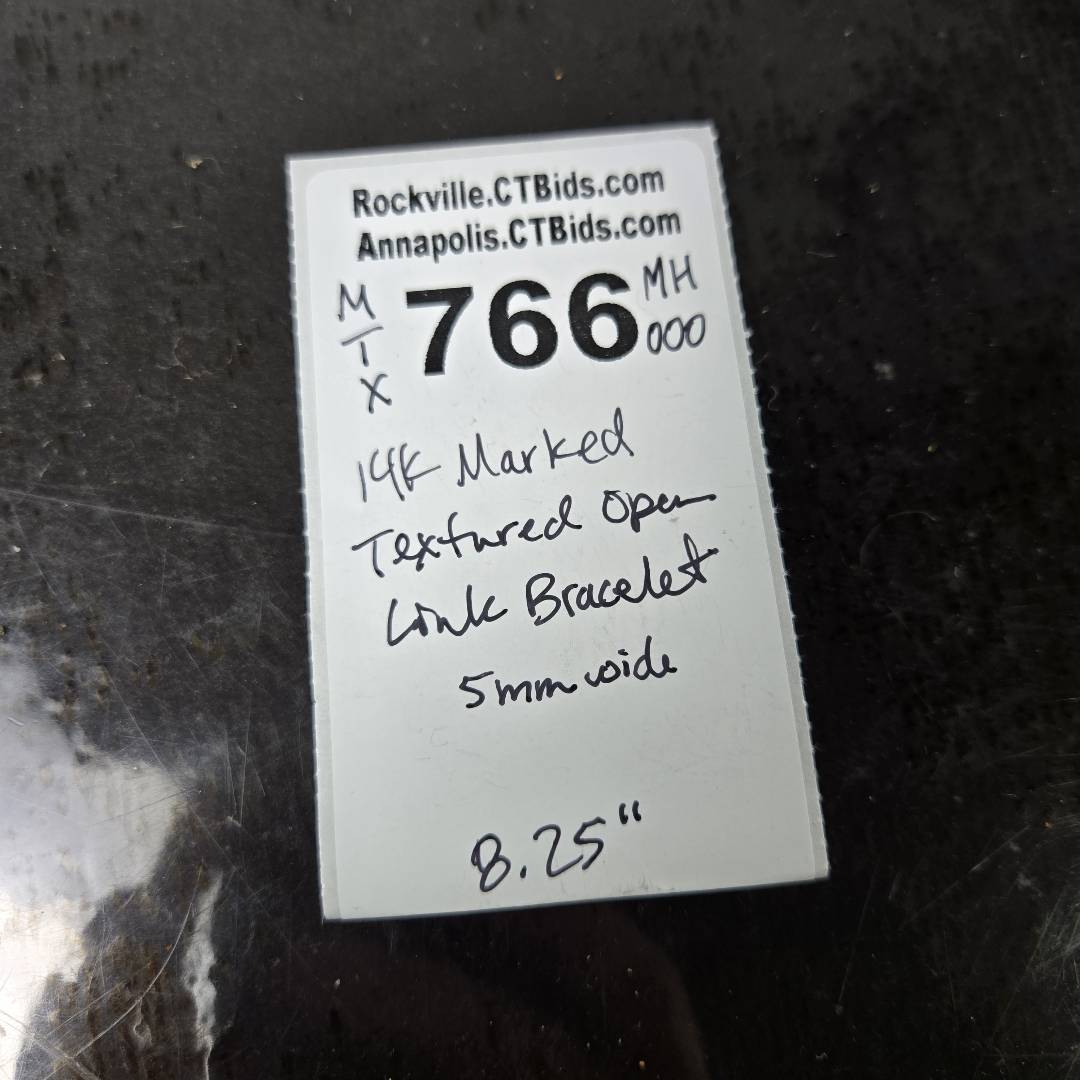 Rockville.CTBids.com
Annapolis.CTBids.com
M
T
X
766
MH
000
14K Marked
Textured Open
Link Bracelet
5mm wide
8.25"